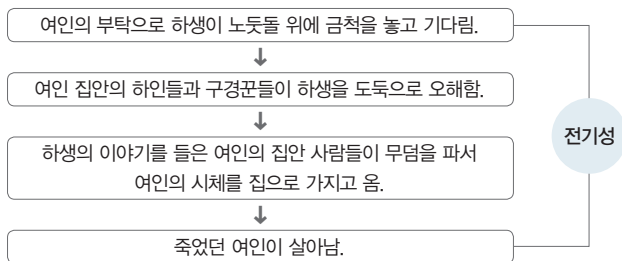 여인의 부탁으로 하생이 노둣돌 위에 금척을 놓고 기다림.
여인 집안의 하인들과 구경꾼들이 하생을 도둑으로 오해함.
하생의 이야기를 들은 여인의 집안 사람들이 무덤을 파서
여인의 시체를 집으로 가지고 옴.
죽었던 여인이 살아남.
전기성